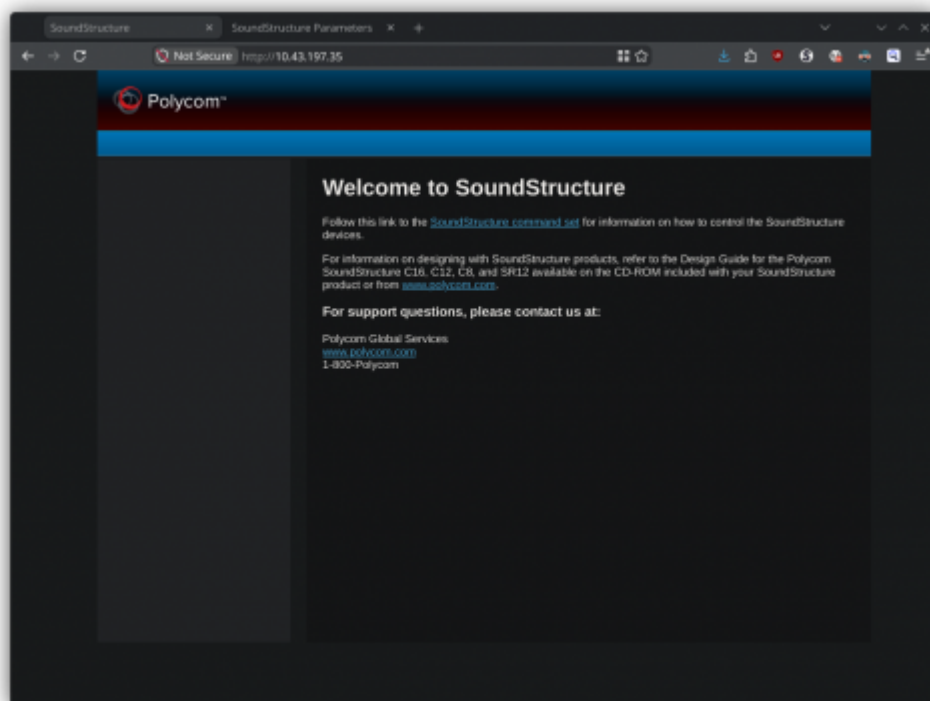 SoundStructure
SoundStructure Parameters
Not Secure http://10.43.197.35
Polycom™
Welcome to SoundStructure
Follow this link to the SoundStructure command set for information on how to control the SoundStructure
devices.
For information on designing with SoundStructure products, refer to the Design Guide for the Polycom
SoundStructure C16, C12, C8, and SR12 available on the CD-ROM included with your SoundStructure
product or from www.polycom.com.
For support questions, please contact us at:
Polycom Global Services
www.polycom.com
1-800-Polycom